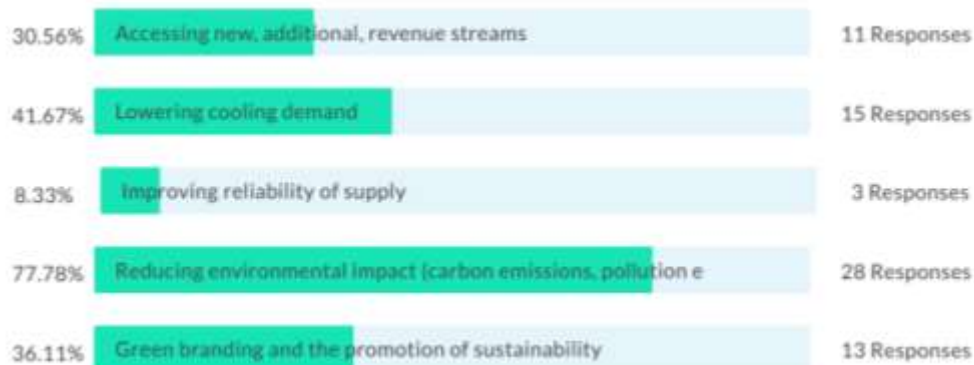 30.56% Accessing new, additional, revenue streams 11 Responses
41.67% Lowering cooling demand 15 Responses
8.33% Improving reliability of supply 3 Responses
77.78% Reducing environmental impact (carbon emissions, pollution e 28 Responses
36.11% Green branding and the promotion of sustainability 13 Responses